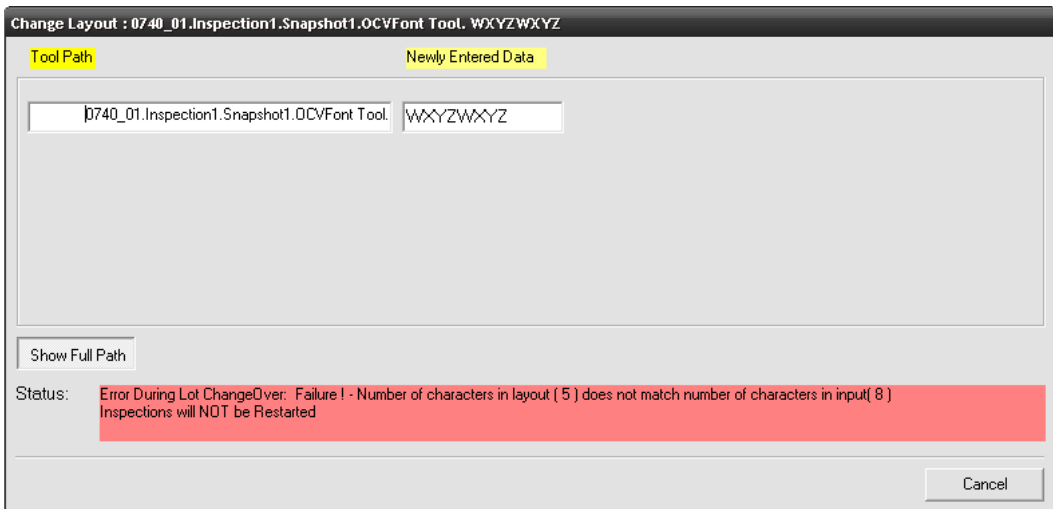 Change Layout : 0740_01.Inspection1.Snapshot1.OCVFont Tool. WXYZWXYZ
Tool Path Newly Entered Data
0740_01.Inspection1.Snapshot1.OCVFont Tool. WXYZWXYZ
Show Full Path
Status: Error During Lot ChangeOver: Failure ! - Number of characters in layout ( 5 ) does not match number of characters in input( 8 )
Inspections will NOT be Restarted
Cancel